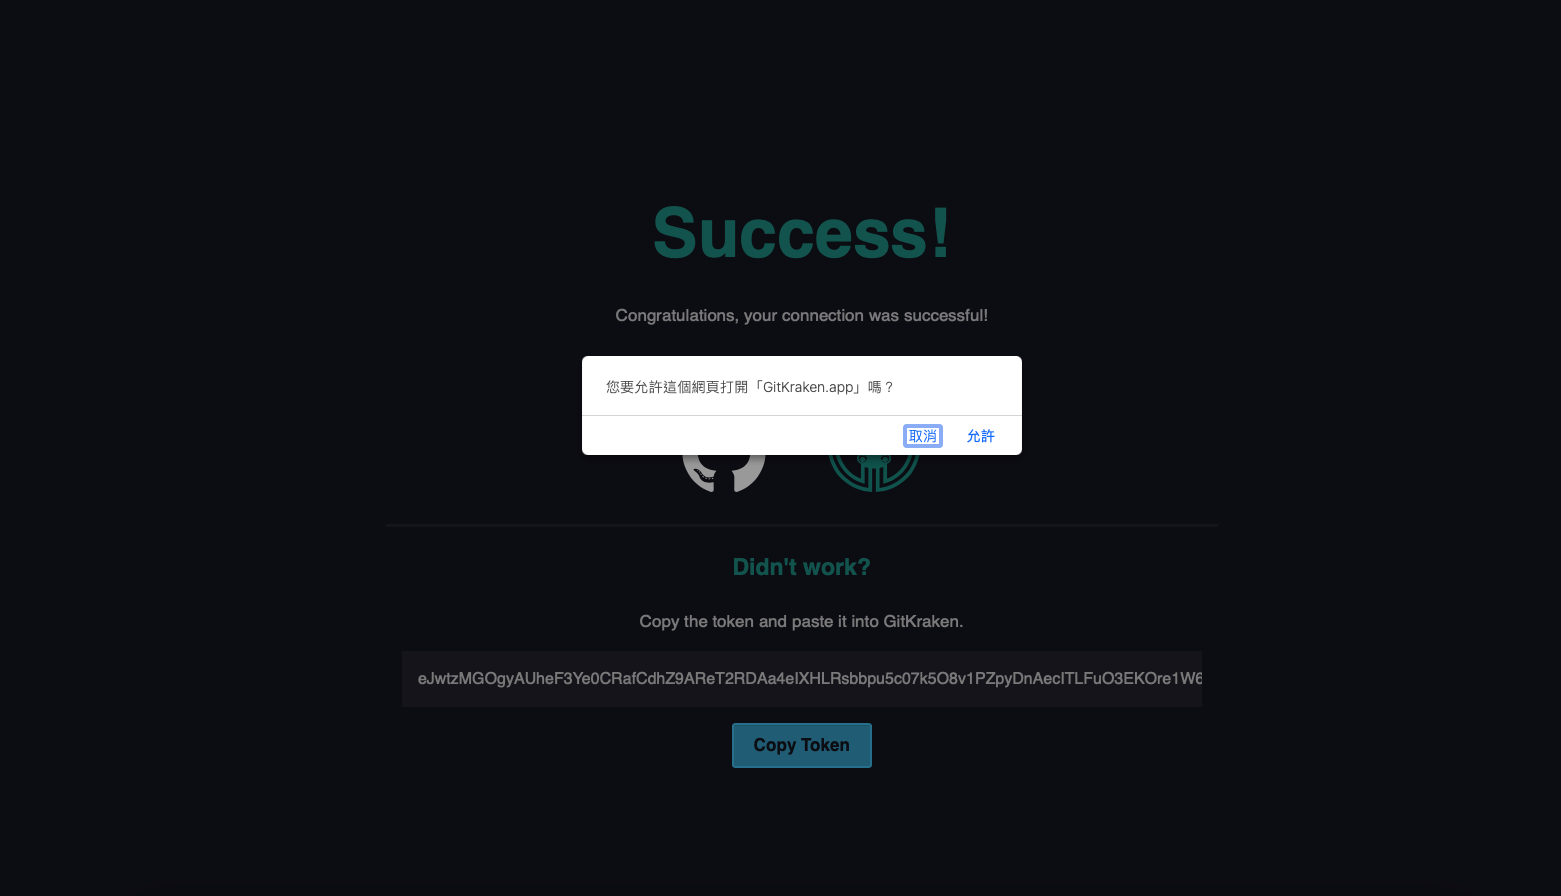 Success!
Congratulations, your connection was successful!
您要允許這個網頁打開「GitKraken.app」嗎？
取消 允許
Didn't work?
Copy the token and paste it into GitKraken.
eJwtzMGOgyAUheF3Ye0CRafCdhZ9AReT2RDAa4eIXHLRsbbpu5c07k5O8v1PZpyDnAecITLFuO3EKOre1W6
Copy Token